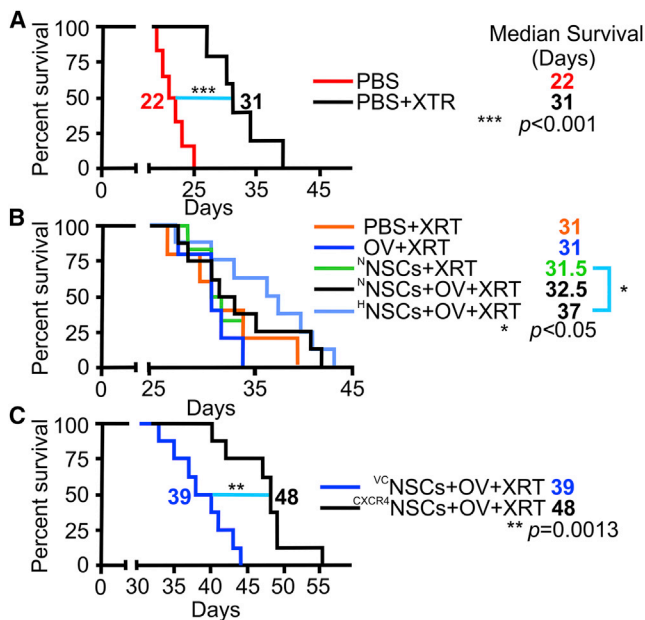 A
Percent survival
100
75
50
25
0
22
***
31
0
25
35
45
Days
PBS
PBS+XTR
Median Survival
(Days)
22
31
*** p<0.001
B
Percent survival
100
75
50
25
0
0
25
35
45
Days
PBS+XRT 31
OV+XRT 31
NNSCs+XRT 31.5
NNSCs+OV+XRT 32.5
HNSCs+OV+XRT 37
*
* p<0.05
C
Percent survival
100
75
50
25
0
39
**
48
0
30
35
40
45
50
55
Days
VCNSCs+OV+XRT 39
CXCR4NSCs+OV+XRT 48
** p=0.0013